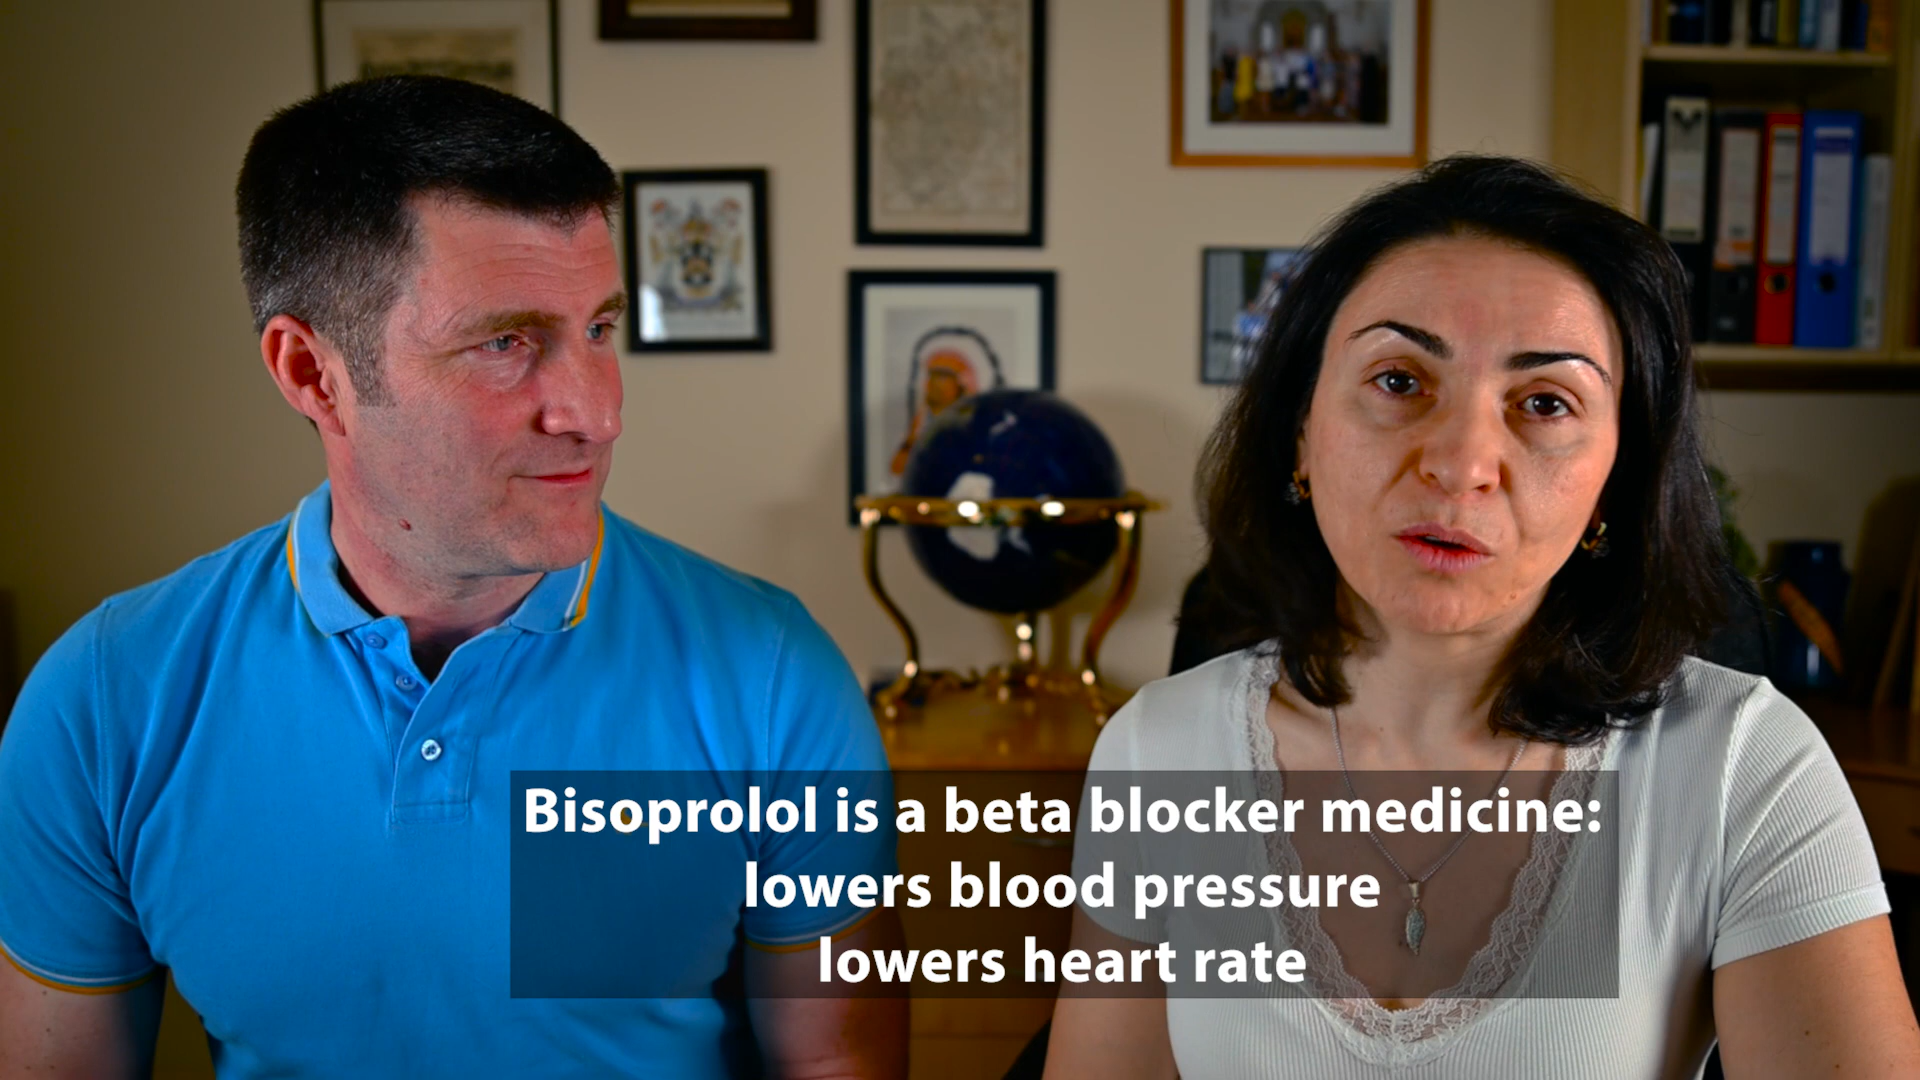 Bisoprolol is a beta blocker medicine:
lowers blood pressure
lowers heart rate